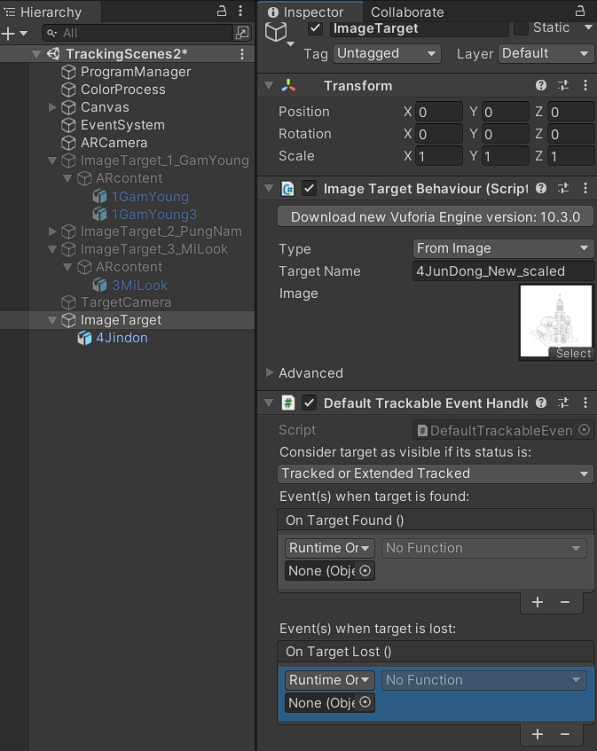 Hierarchy
All
TrackingScenes2*
ProgramManager
ColorProcess
Canvas
EventSystem
ARCamera
ImageTarget_1_GamYoung
ARcontent
1GamYoung
1GamYoung3
ImageTarget_2_PungNam
ImageTarget_3_MiLook
ARcontent
3MiLook
TargetCamera
ImageTarget
4Jindon
Inspector Collaborate
ImageTarget Static
Tag Untagged Layer Default
Transform
Position X 0 Y 0 Z 0
Rotation X 0 Y 0 Z 0
Scale X 1 Y 1 Z 1
Image Target Behaviour (Script
Download new Vuforia Engine version: 10.3.0
Type From Image
Target Name 4JunDong_New_scaled
Image
Select
Advanced
Default Trackable Event Handle
Script DefaultTrackableEven
Consider target as visible if its status is:
Tracked or Extended Tracked
Event(s) when target is found:
On Target Found ()
Runtime Or No Function
None (Obje
Event(s) when target is lost:
On Target Lost ()
Runtime Or No Function
None (Obje